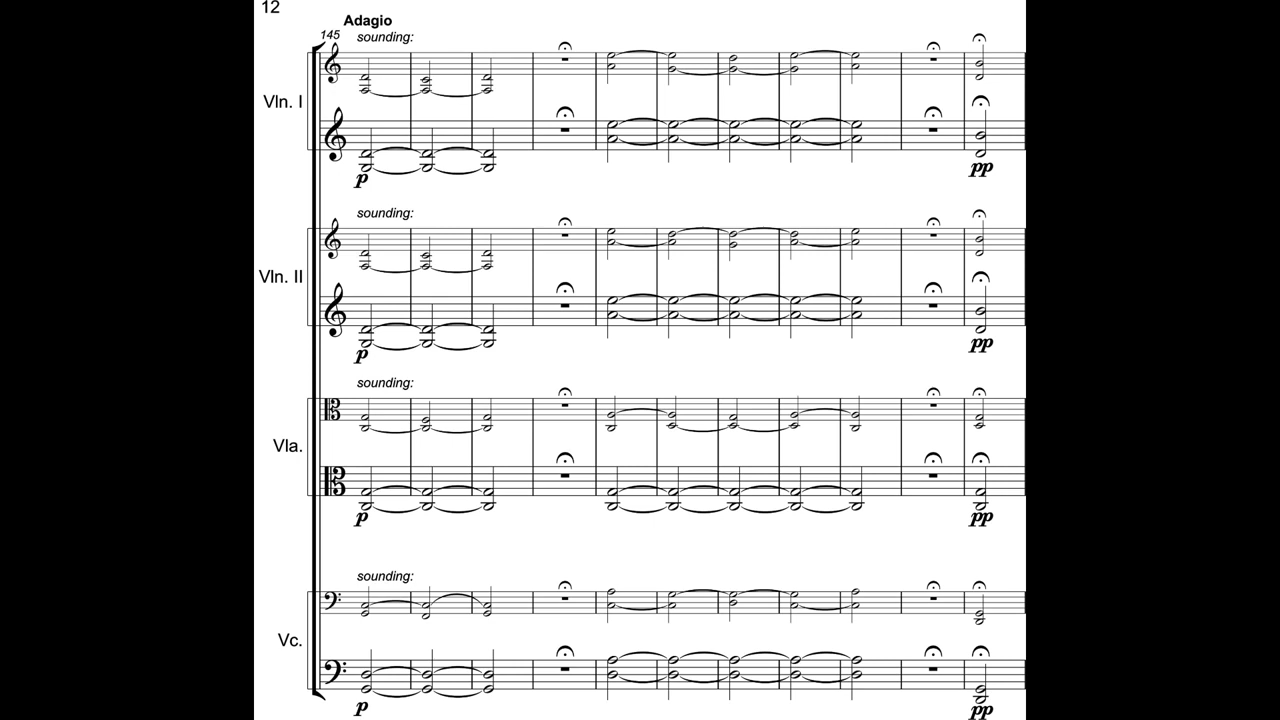 12
Adagio
145
sounding:
Vln. I
p
pp
sounding:
Vln. II
p
pp
sounding:
Vla.
p
pp
sounding:
Vc.
p
pp